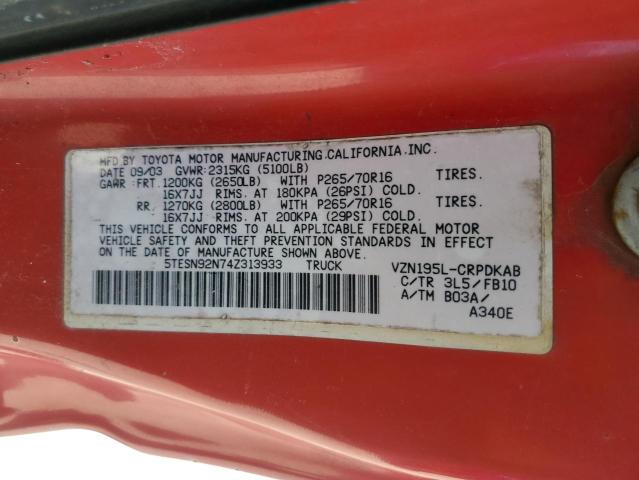 MFD BY TOYOTA MOTOR MANUFACTURING,CALIFORNIA,INC.
DATE 09/03 GVWR:2315KG (5100LB)
GAWR: FRT. 1200KG (2650LB) WITH P265/70R16 TIRES.
16X7JJ RIMS. AT 180KPA (26PSI) COLD.
RR. 1270KG (2800LB) WITH P265/70R16 TIRES.
16X7JJ RIMS. AT 200KPA (29PSI) COLD.
THIS VEHICLE CONFORMS TO ALL APPLICABLE FEDERAL MOTOR
VEHICLE SAFETY AND THEFT PREVENTION STANDARDS IN EFFECT
ON THE DATE OF MANUFACTURE SHOWN ABOVE.
5TESN92N74Z313933 TRUCK VZN195L-CRPDKAB
C/TR 3L5/FB10
A/TM B03A/
A340E